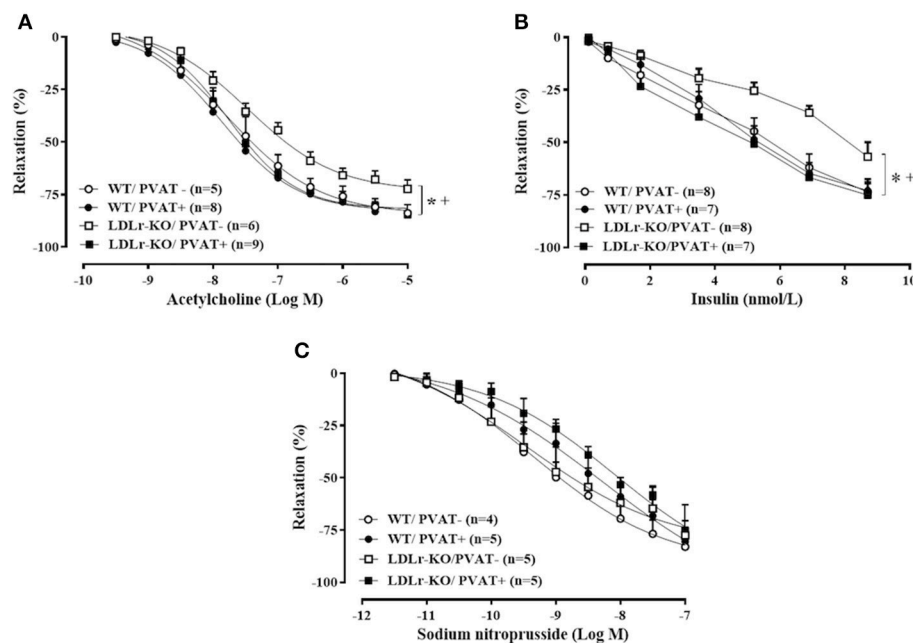 A
0
-25
-50
-75
-100
Relaxation (%)
WT/ PVAT - (n=5)
WT/ PVAT+ (n=8)
LDLr-KO/ PVAT- (n=6)
LDLr-KO/ PVAT+ (n=9)
* +
-10 -9 -8 -7 -6 -5
Acetylcholine (Log M)
B
0
-25
-50
-75
-100
Relaxation (%)
WT/ PVAT- (n=8)
WT/ PVAT+ (n=7)
LDLr-KO/PVAT- (n=8)
LDLr-KO/PVAT+ (n=7)
* +
0 2 4 6 8 10
Insulin (nmol/L)
C
0
-25
-50
-75
-100
Relaxation (%)
WT/ PVAT- (n=4)
WT/ PVAT+ (n=5)
LDLr-KO/PVAT- (n=5)
LDLr-KO/ PVAT+ (n=5)
-12 -11 -10 -9 -8 -7
Sodium nitroprusside (Log M)